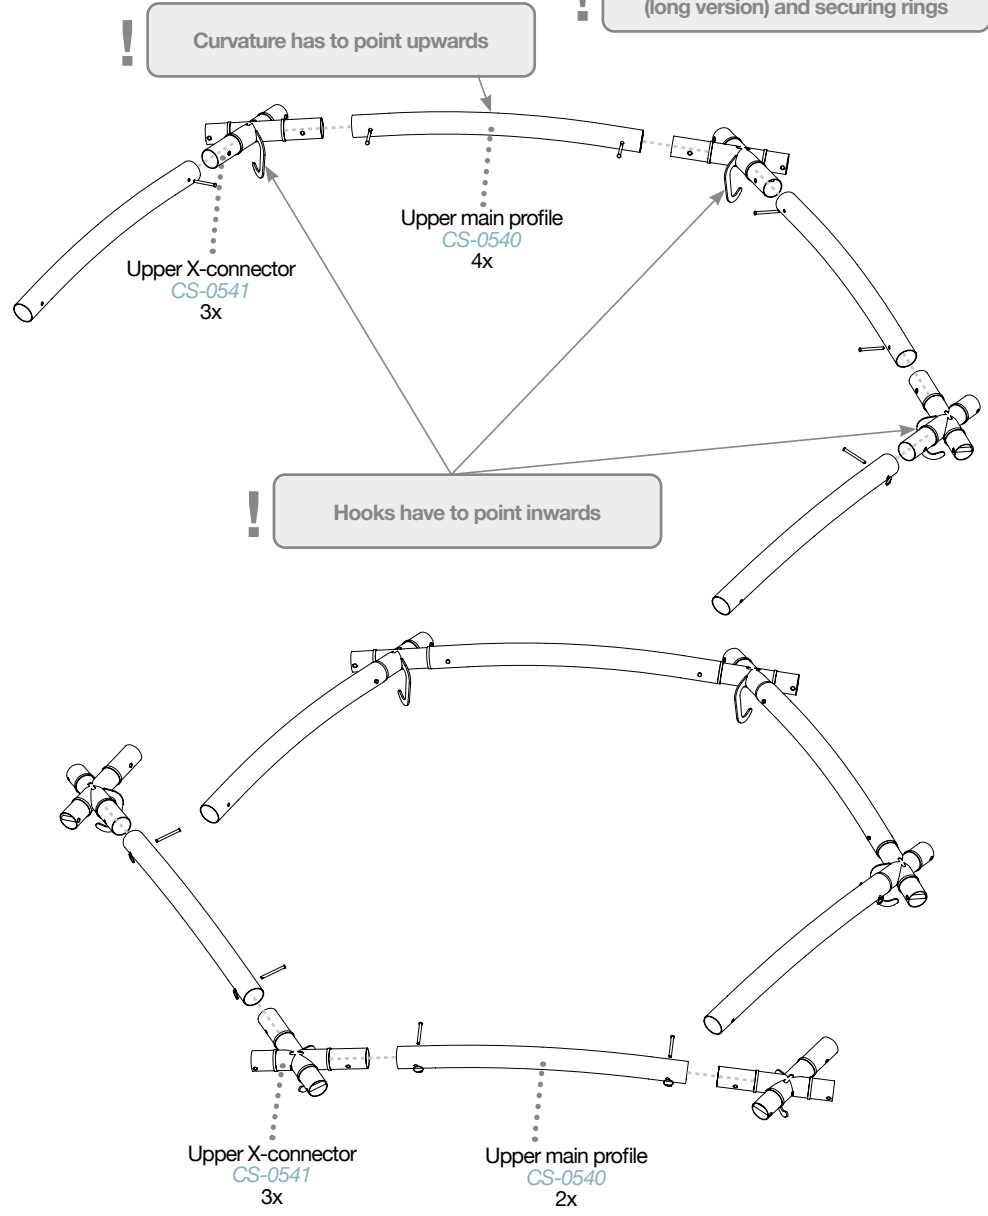 !
(long version) and securing rings
!
Curvature has to point upwards
Upper main profile
CS-0540
4x
Upper X-connector
CS-0541
3x
!
Hooks have to point inwards
Upper X-connector
CS-0541
3x
Upper main profile
CS-0540
2x